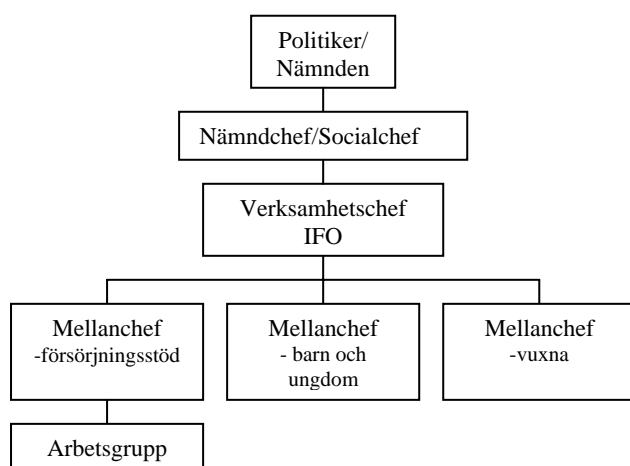 Politiker/
Nämnden
Nämndchef/Socialchef
Verksamhetschef
IFO
Mellanchef
-försörjningsstöd
Mellanchef
- barn och
ungdom
Mellanchef
-vuxna
Arbetsgrupp